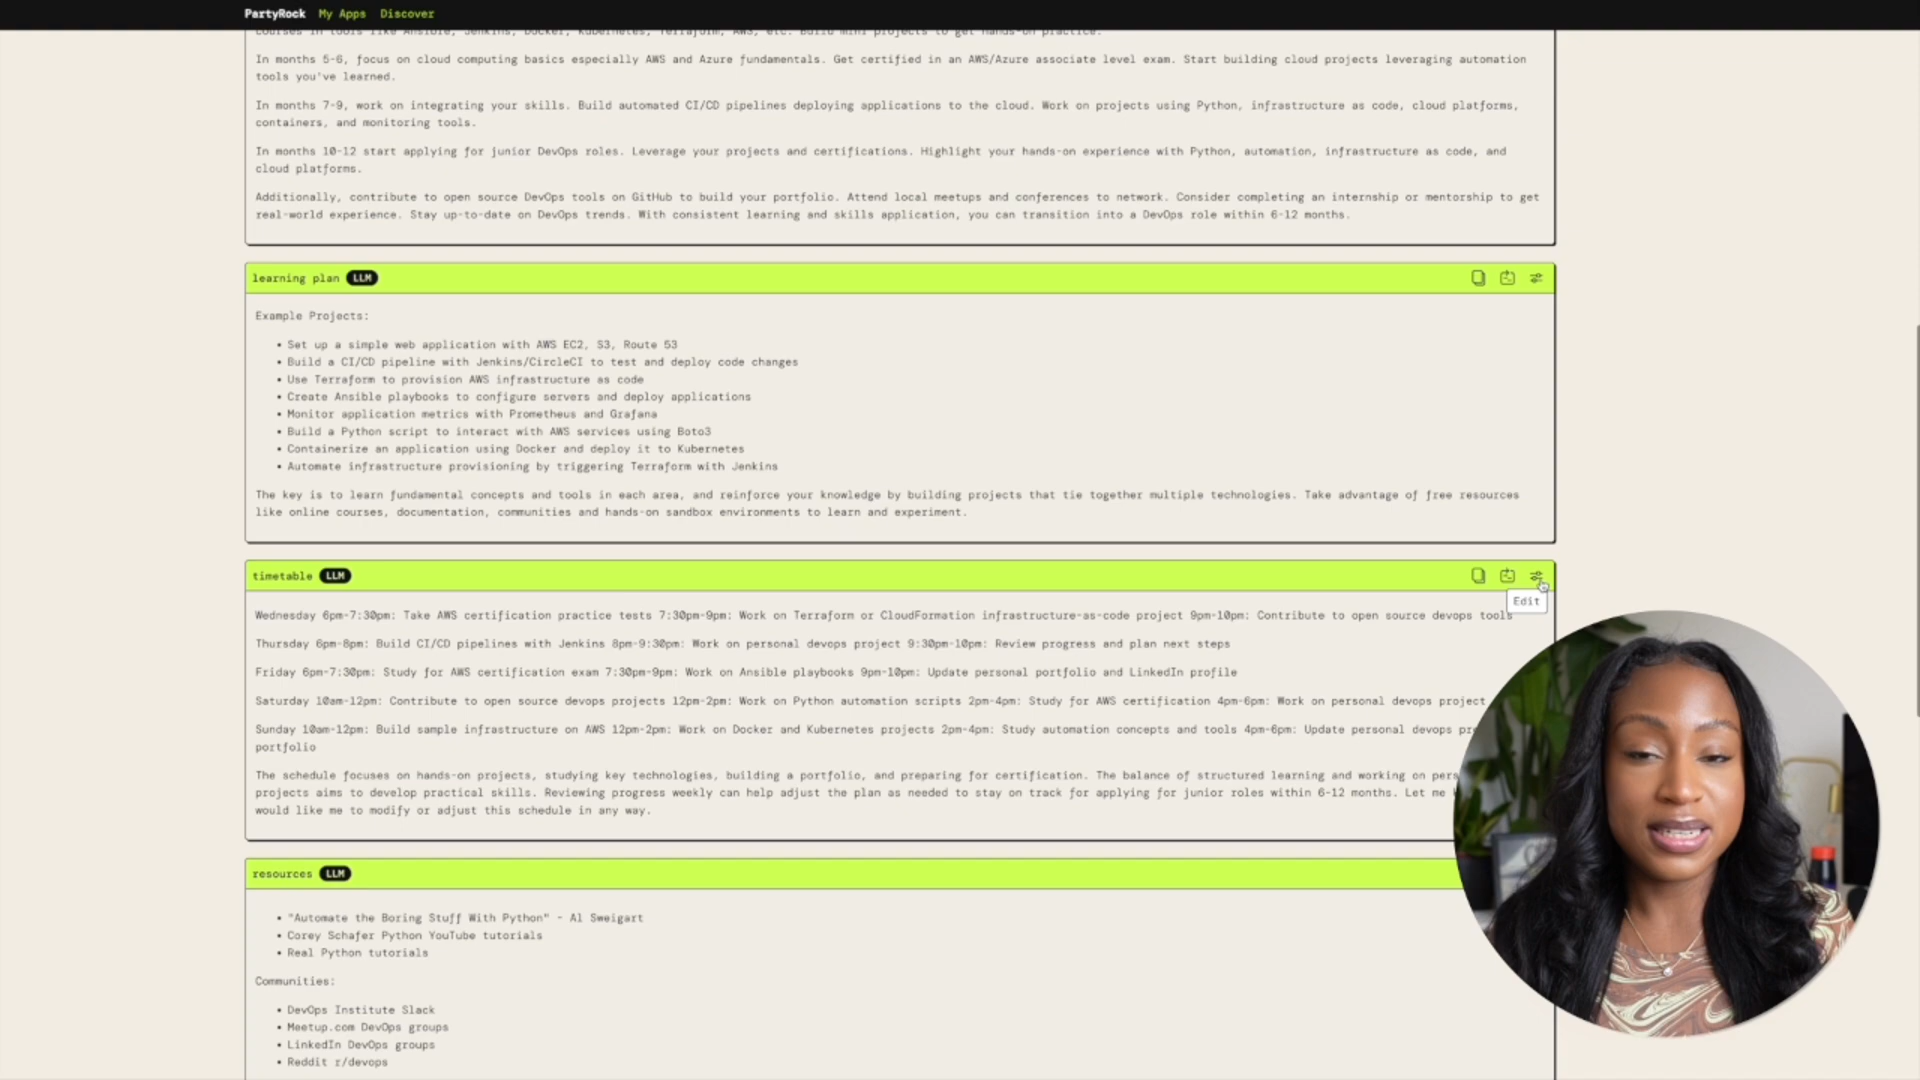 PartyRock My Apps Discover
courses in tools like Ansible, Jenkins, Docker, Kubernetes, Terraform, AWS, etc. Build mini projects to get hands-on practice.
In months 5-6, focus on cloud computing basics especially AWS and Azure fundamentals. Get certified in an AWS/Azure associate level exam. Start building cloud projects leveraging automation
tools you've learned.
In months 7-9, work on integrating your skills. Build automated CI/CD pipelines deploying applications to the cloud. Work on projects using Python, infrastructure as code, cloud platforms,
containers, and monitoring tools.
In months 10-12 start applying for junior DevOps roles. Leverage your projects and certifications. Highlight your hands-on experience with Python, automation, infrastructure as code, and
cloud platforms.
Additionally, contribute to open source DevOps tools on GitHub to build your portfolio. Attend local meetups and conferences to network. Consider completing an internship or mentorship to get
real-world experience. Stay up-to-date on DevOps trends. With consistent learning and skills application, you can transition into a DevOps role within 6-12 months.
learning plan LLM
Example Projects:
• Set up a simple web application with AWS EC2, S3, Route 53
• Build a CI/CD pipeline with Jenkins/CircleCI to test and deploy code changes
• Use Terraform to provision AWS infrastructure as code
• Create Ansible playbooks to configure servers and deploy applications
• Monitor application metrics with Prometheus and Grafana
• Build a Python script to interact with AWS services using Boto3
• Containerize an application using Docker and deploy it to Kubernetes
• Automate infrastructure provisioning by triggering Terraform with Jenkins
The key is to learn fundamental concepts and tools in each area, and reinforce your knowledge by building projects that tie together multiple technologies. Take advantage of free resources
like online courses, documentation, communities and hands-on sandbox environments to learn and experiment.
timetable LLM
Edit
Wednesday 6pm-7:30pm: Take AWS certification practice tests 7:30pm-9pm: Work on Terraform or CloudFormation infrastructure-as-code project 9pm-10pm: Contribute to open source devops tools
Thursday 6pm-8pm: Build CI/CD pipelines with Jenkins 8pm-9:30pm: Work on personal devops project 9:30pm-10pm: Review progress and plan next steps
Friday 6pm-7:30pm: Study for AWS certification exam 7:30pm-9pm: Work on Ansible playbooks 9pm-10pm: Update personal portfolio and LinkedIn profile
Saturday 10am-12pm: Contribute to open source devops projects 12pm-2pm: Work on Python automation scripts 2pm-4pm: Study for AWS certification 4pm-6pm: Work on personal devops project
Sunday 10am-12pm: Build sample infrastructure on AWS 12pm-2pm: Work on Docker and Kubernetes projects 2pm-4pm: Study automation concepts and tools 4pm-6pm: Update personal devops
portfolio
The schedule focuses on hands-on projects, studying key technologies, building a portfolio, and preparing for certification. The balance of structured learning and working on
projects aims to develop practical skills. Reviewing progress weekly can help adjust the plan as needed to stay on track for applying for junior roles within 6-12 months. Let me
would like me to modify or adjust this schedule in any way.
resources LLM
• "Automate the Boring Stuff With Python" - Al Sweigart
• Corey Schafer Python YouTube tutorials
• Real Python tutorials
Communities:
• DevOps Institute Slack
• Meetup.com DevOps groups
• LinkedIn DevOps groups
• Reddit r/devops